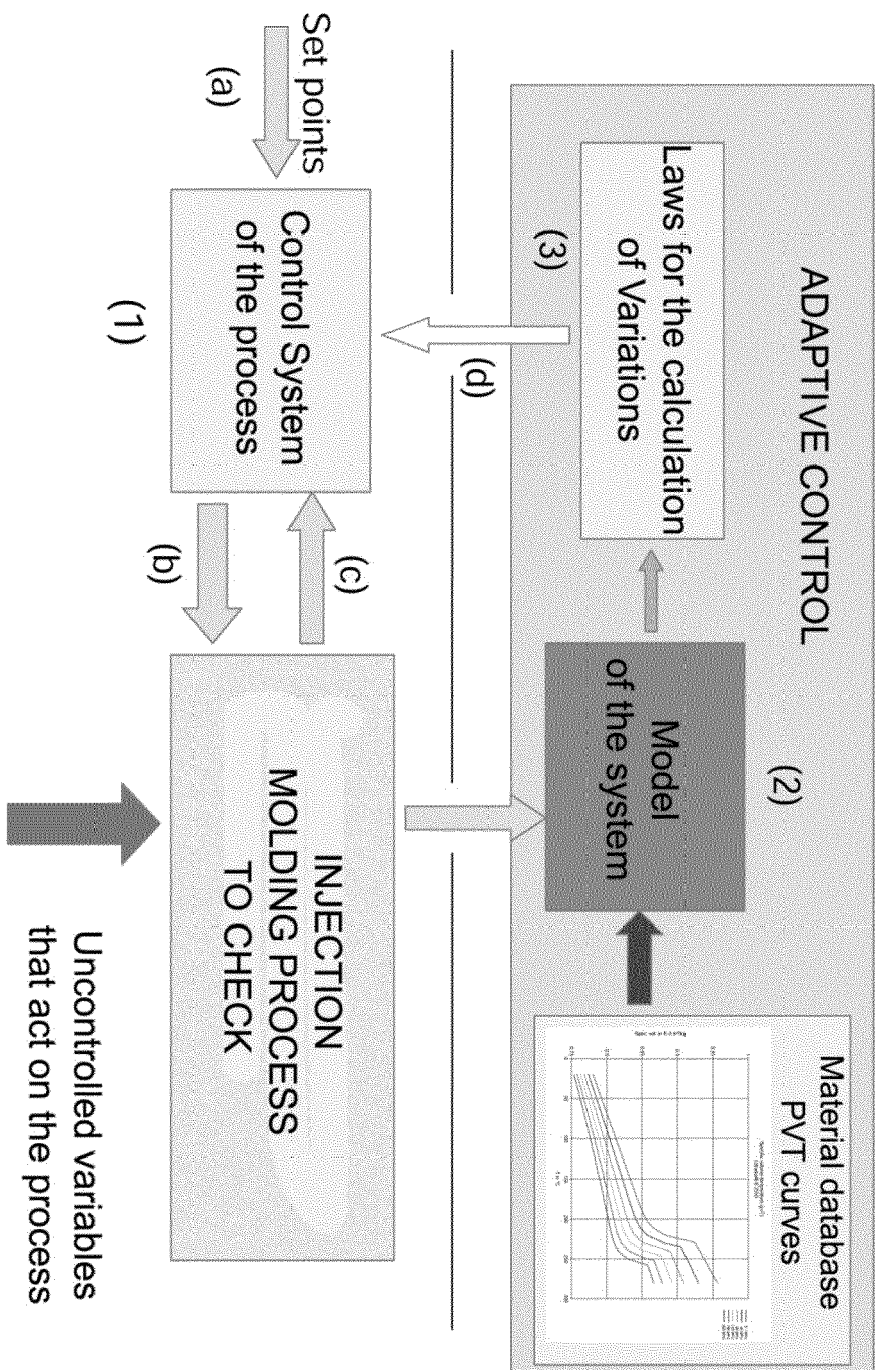 ADAPTIVE CONTROL
Laws for the calculation
of Variations
(3)
Model
of the system
(2)
Material database
PVT curves
(d)
Set points
(a)
Control System
of the process
(1)
(b)
(c)
INJECTION
MOLDING PROCESS
TO CHECK
Uncontrolled variables
that act on the process